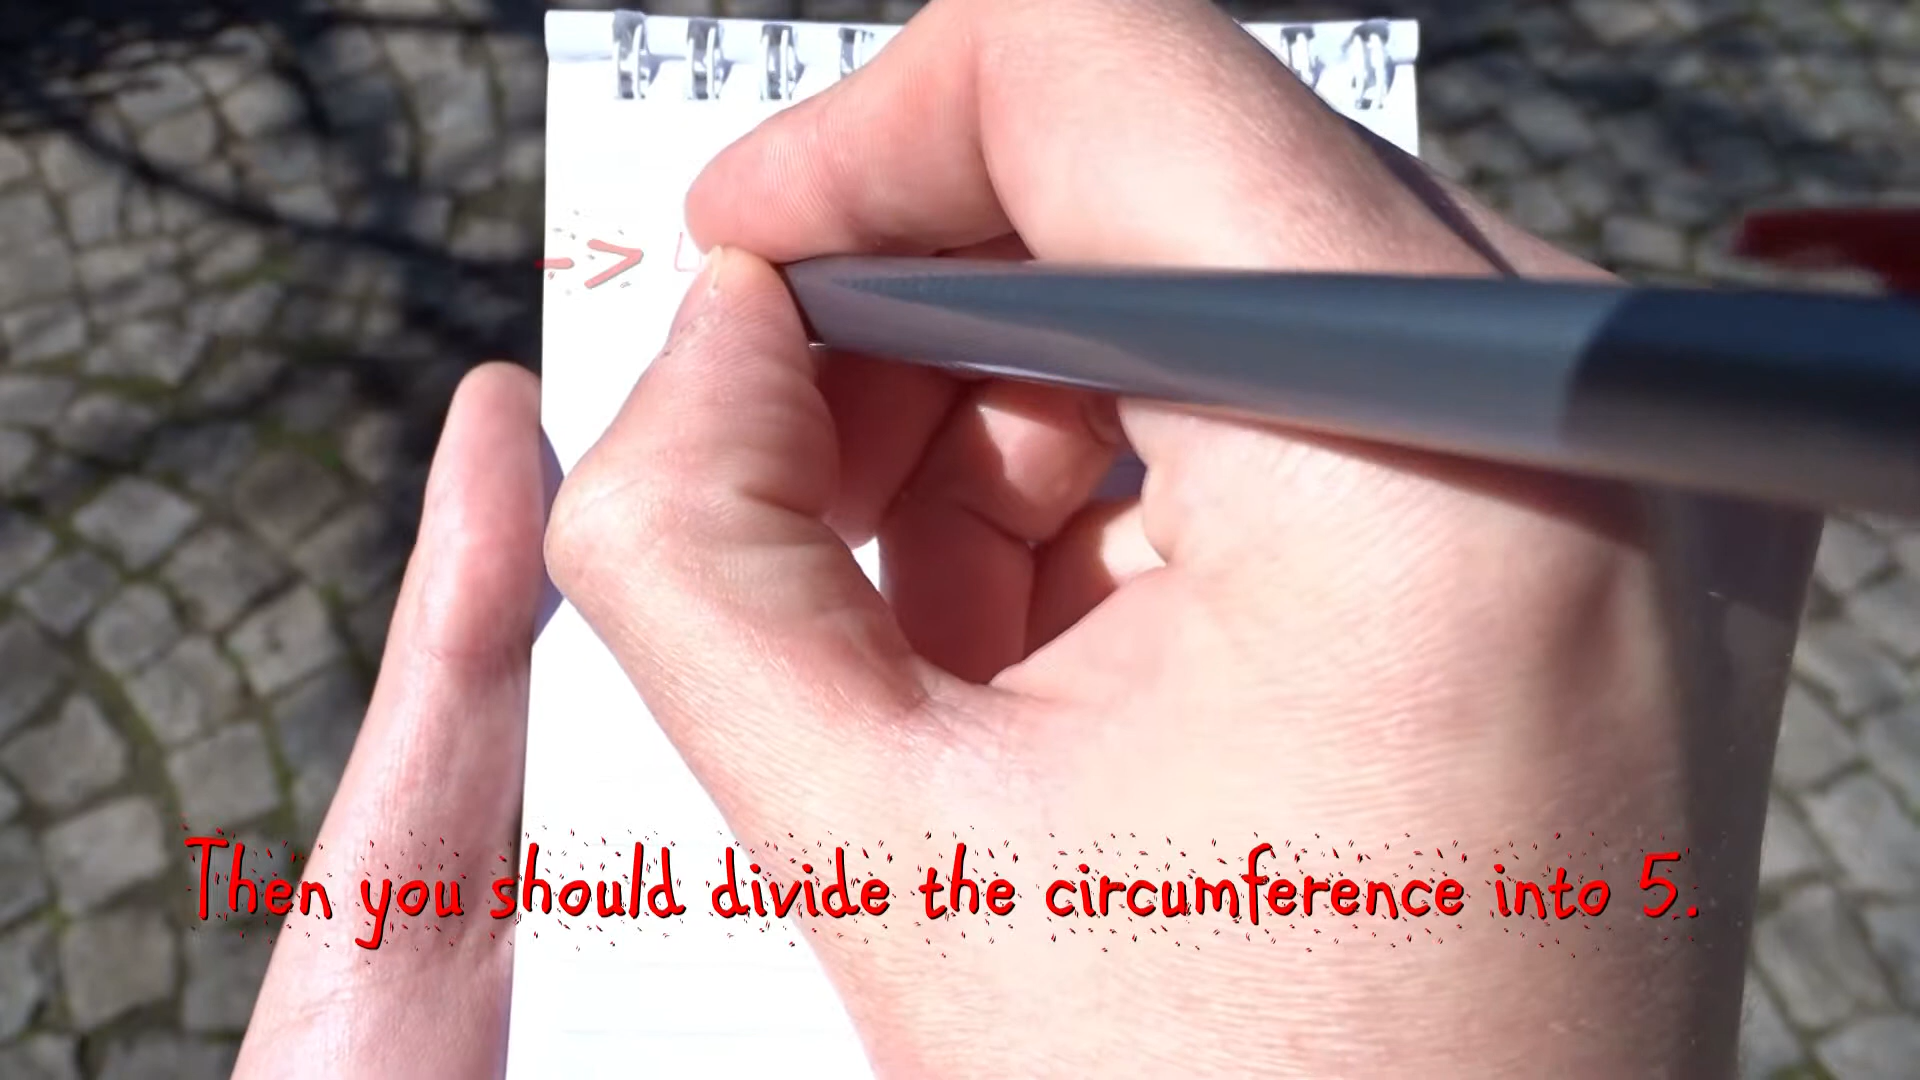 ->
Then you should divide the circumference into 5.